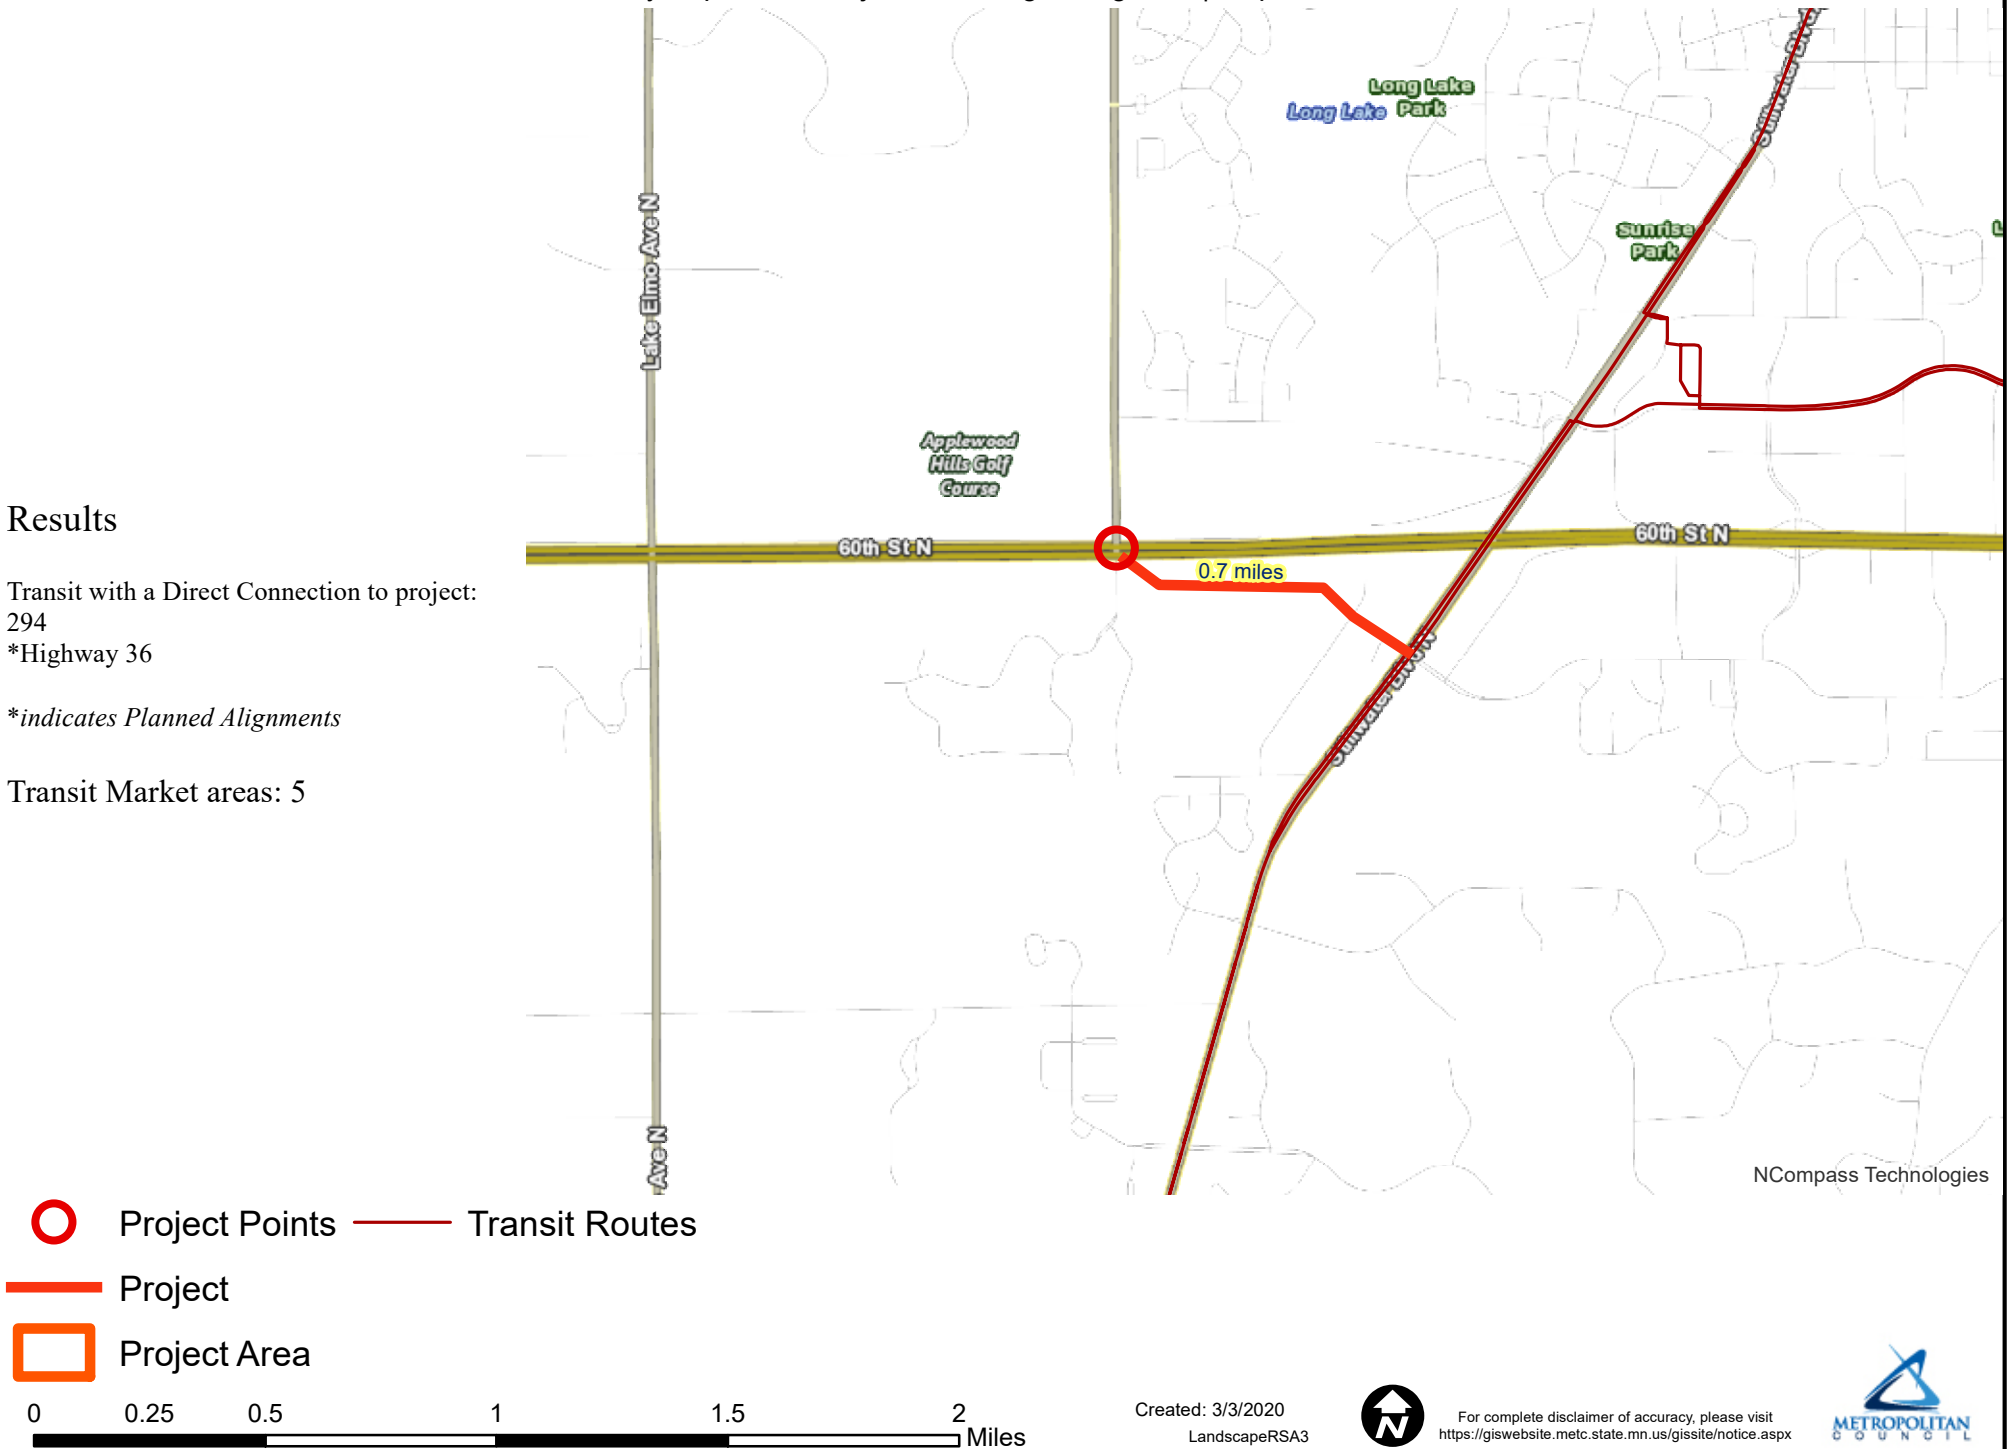 Long Lake
Park
Long Lake
Sunrise
Park
Lake Elmo Ave N
Applewood
Hills Golf
Course
60th St N
60th St N
0.7 miles
Results
Transit with a Direct Connection to project:
294
*Highway 36
*indicates Planned Alignments
Transit Market areas: 5
Ave N
NCompass Technologies
Project Points
Transit Routes
Project
Project Area
0 0.25 0.5 1 1.5 2
Miles
Created: 3/3/2020
LandscapeRSA3
N
For complete disclaimer of accuracy, please visit
https://giswebsite.metc.state.mn.us/gissite/notice.aspx
METROPOLITAN
COUNCIL